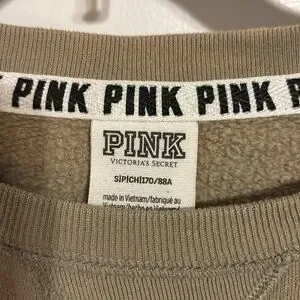 PINK PINK PINK
PINK
VICTORIA'S SECRET
S|P|CH|170/88A
made in Vietnam/fabriqué au